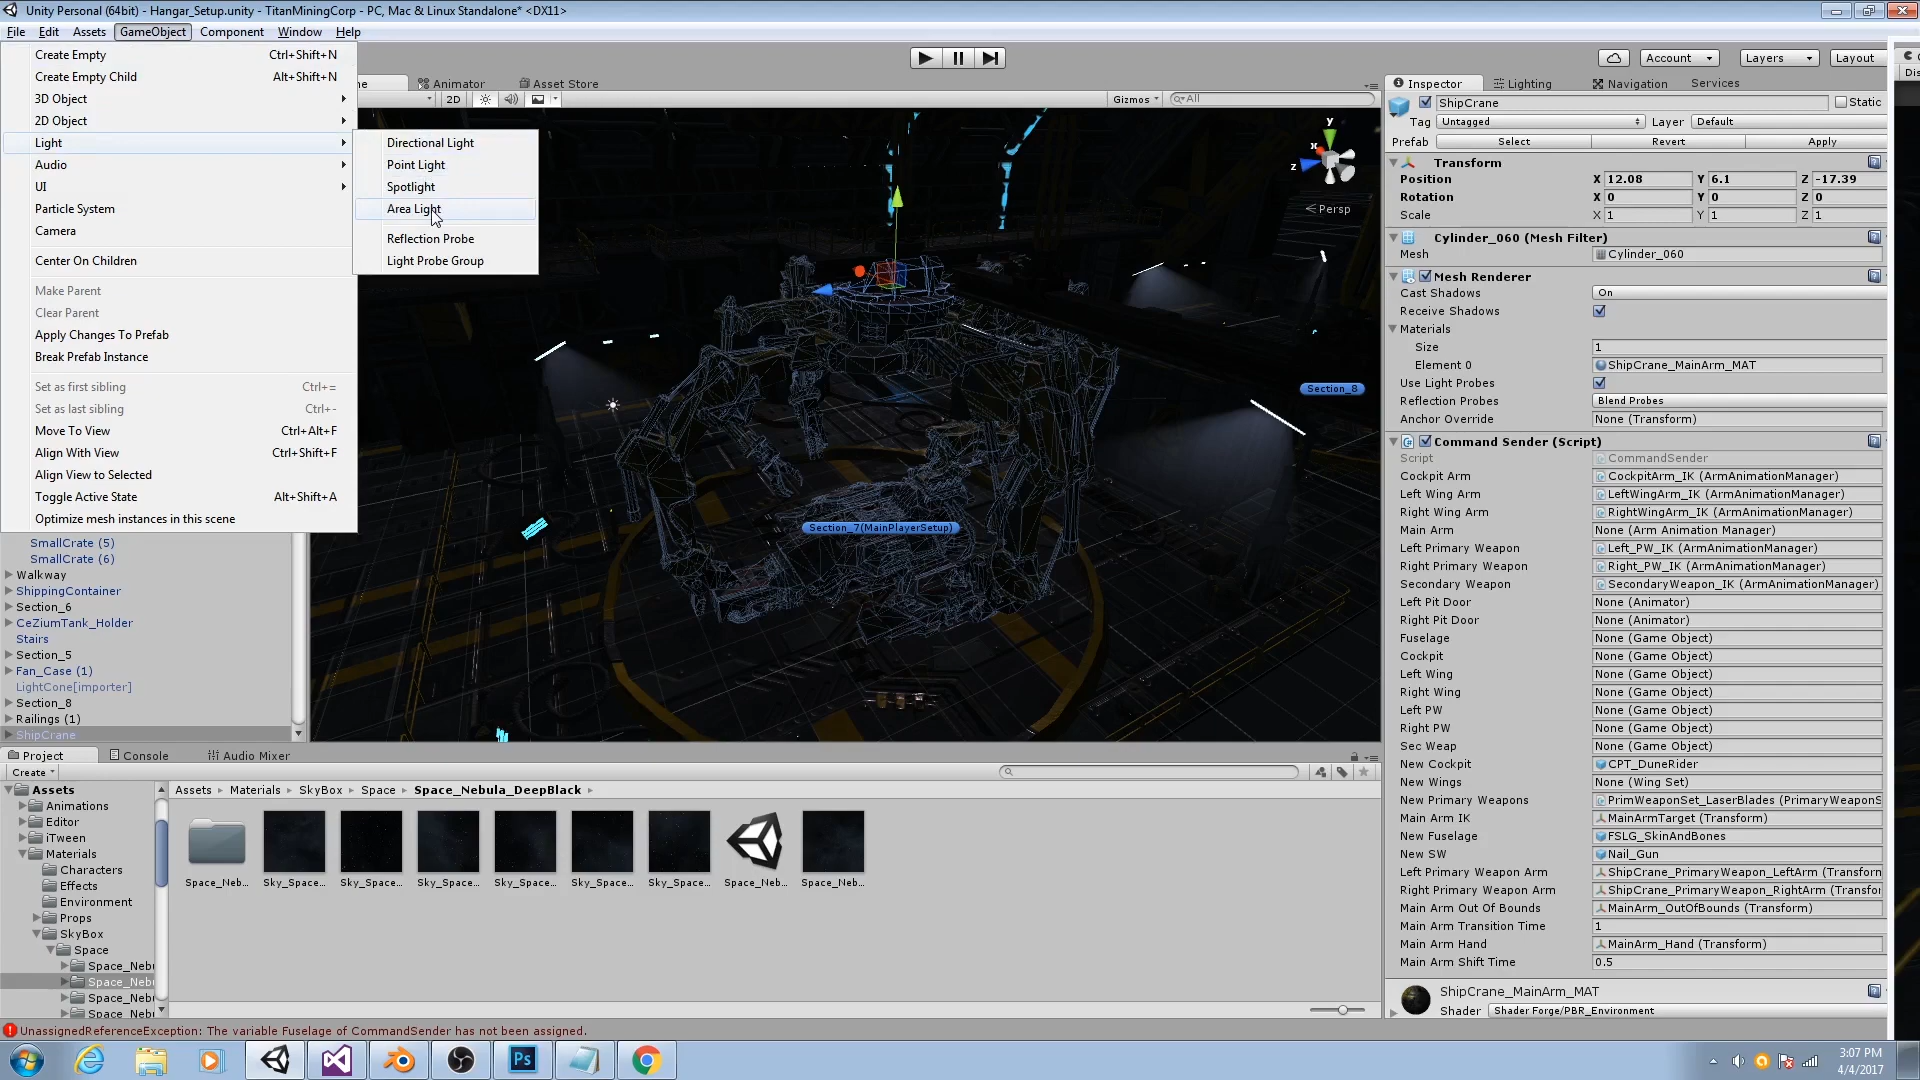 Unity Personal (64bit) - Hangar_Setup.unity - TitanMiningCorp - PC, Mac & Linux Standalone* <DX11>
File Edit Assets GameObject Component Window Help
Create Empty Ctrl+Shift+N
Create Empty Child Alt+Shift+N
3D Object
2D Object
Light
Audio
UI
Particle System
Camera
Center On Children
Make Parent
Clear Parent
Apply Changes To Prefab
Break Prefab Instance
Set as first sibling Ctrl+=
Set as last sibling Ctrl+-
Move To View Ctrl+Alt+F
Align With View Ctrl+Shift+F
Align View to Selected
Toggle Active State Alt+Shift+A
Optimize mesh instances in this scene
Directional Light
Point Light
Spotlight
Area Light
Reflection Probe
Light Probe Group
SmallCrate (5)
SmallCrate (6)
Walkway
ShippingContainer
Section_6
CeZiumTank_Holder
Stairs
Section_5
Fan_Case (1)
LightCone[importer]
Section_8
Railings (1)
ShipCrane
Account Layers Layout
Animator Asset Store
2D Gizmos All
y
x
z
Persp
Section_8
Section_7(MainPlayerSetup)
Inspector Lighting Navigation Services
ShipCrane Static
Tag Untagged Layer Default
Prefab Select Revert Apply
Transform
Position X 12.08 Y 6.1 Z -17.39
Rotation X 0 Y 0 Z 0
Scale X 1 Y 1 Z 1
Cylinder_060 (Mesh Filter)
Mesh Cylinder_060
Mesh Renderer
Cast Shadows On
Receive Shadows
Materials
Size 1
Element 0 ShipCrane_MainArm_MAT
Use Light Probes
Reflection Probes Blend Probes
Anchor Override None (Transform)
Command Sender (Script)
Script CommandSender
Cockpit Arm CockpitArm_IK (ArmAnimationManager)
Left Wing Arm LeftWingArm_IK (ArmAnimationManager)
Right Wing Arm RightWingArm_IK (ArmAnimationManager)
Main Arm None (Arm Animation Manager)
Left Primary Weapon Left_PW_IK (ArmAnimationManager)
Right Primary Weapon Right_PW_IK (ArmAnimationManager)
Secondary Weapon SecondaryWeapon_IK (ArmAnimationManager)
Left Pit Door None (Animator)
Right Pit Door None (Animator)
Fuselage None (Game Object)
Cockpit None (Game Object)
Left Wing None (Game Object)
Right Wing None (Game Object)
Left PW None (Game Object)
Right PW None (Game Object)
Sec Weap None (Game Object)
New Cockpit CPT_DuneRider
New Wings None (Wing Set)
New Primary Weapons PrimWeaponSet_LaserBlades (PrimaryWeaponS
Main Arm IK MainArmTarget (Transform)
New Fuselage FSLG_SkinAndBones
New SW Nail_Gun
Left Primary Weapon Arm ShipCrane_PrimaryWeapon_LeftArm (Transforn
Right Primary Weapon Arm ShipCrane_PrimaryWeapon_RightArm (Transfor
Main Arm Out Of Bounds MainArm_OutOfBounds (Transform)
Main Arm Transition Time 1
Main Arm Hand MainArm_Hand (Transform)
Main Arm Shift Time 0.5
ShipCrane_MainArm_MAT
Shader Shader Forge/PBR_Environment
Project Console Audio Mixer
Create
Assets
Animations
Editor
iTween
Materials
Characters
Effects
Environment
Props
SkyBox
Space
Space_Neb
Space_Neb
Space_Neb
Space_Neb
Assets Materials SkyBox Space Space_Nebula_DeepBlack
Space_Neb... Sky_Space... Sky_Space... Sky_Space... Sky_Space... Sky_Space... Sky_Space... Space_Neb... Space_Neb...
UnassignedReferenceException: The variable Fuselage of CommandSender has not been assigned.
Ps
3:07 PM
4/4/2017